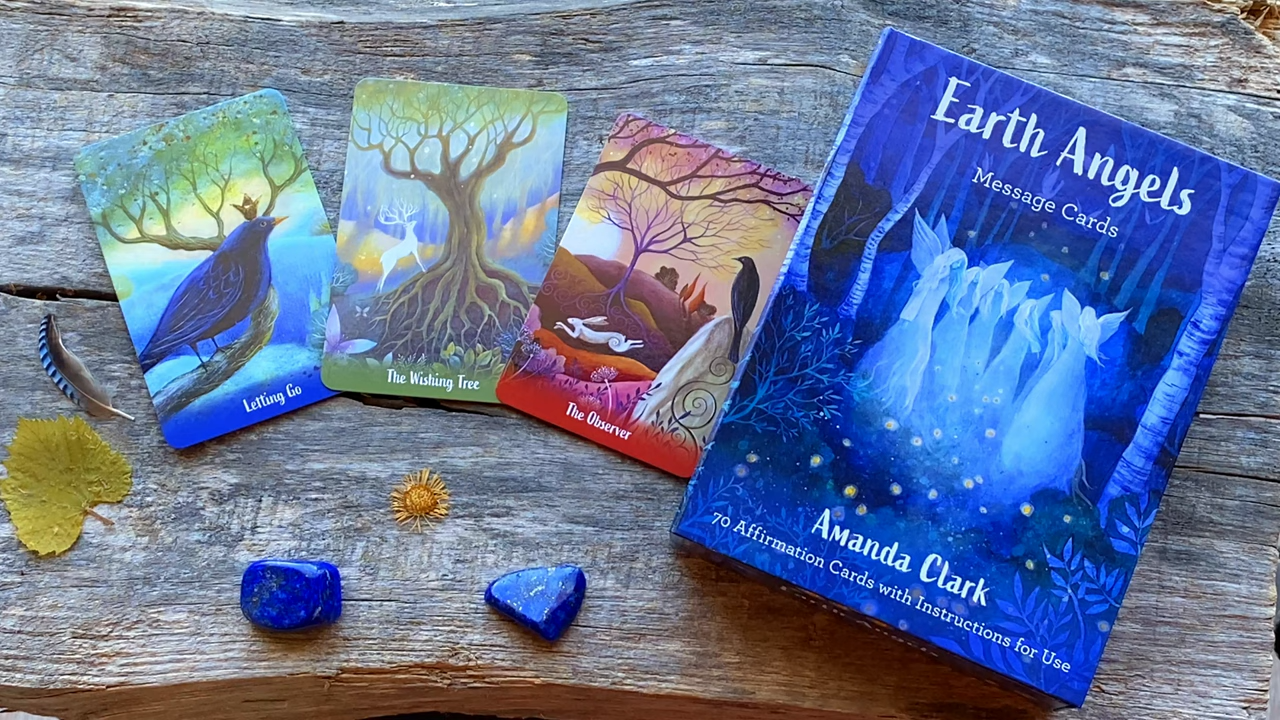 Letting Go
The Wishing Tree
The Observer
Earth Angels
Message Cards
Amanda Clark
70 Affirmation Cards with Instructions for Use